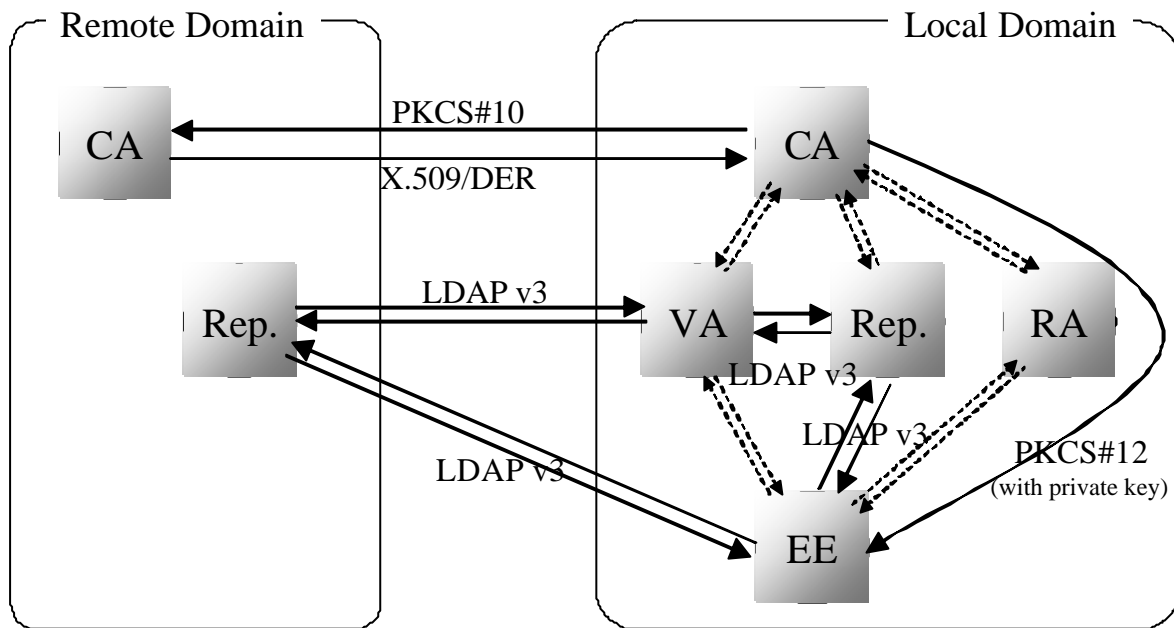 Remote Domain
Local Domain
PKCS#10
CA
CA
X.509/DER
LDAP v3
Rep.
VA
Rep.
RA
LDAP v3
LDAP v3
LDAP v3
PKCS#12
(with private key)
EE